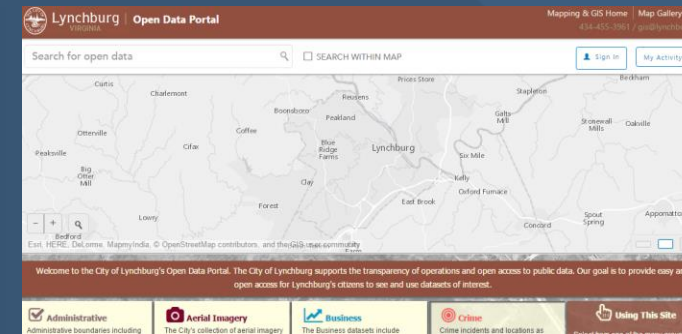 Lynchburg | Open Data Portal
VIRGINIA
Mapping & GIS Home | Map Gallery
434-455-3961 /
Search for open data
SEARCH WITHIN MAP
Sign In
My Activity
Curtis
Charlemont
Prices Store
Stapleton
Bedham
Reusens
Boonsboro
Peakland
Galts Mill
Stonewall Mills
Oakville
Otterville
Coffee
Cifax
Blue Ridge Farms
Lynchburg
Six Mile
Peaksville
Big Otter Mill
Clay
Kelly
Oxford Furnace
Forest
East Brook
Lowry
Concord
Spout Spring
Appomattox
- + Bedford
Esri, HERE, DeLorme, MapmyIndia, © OpenStreetMap contributors, and the GIS user community
Welcome to the City of Lynchburg's Open Data Portal. The City of Lynchburg supports the transparency of operations and open access to public data. Our goal is to provide easy
open access for Lynchburg's citizens to see and use datasets of interest.
Administrative
Administrative boundaries including
Aerial Imagery
The City's collection of aerial imagery
Business
The Business datasets include
Crime
Crime incidents and locations as
Using This Site